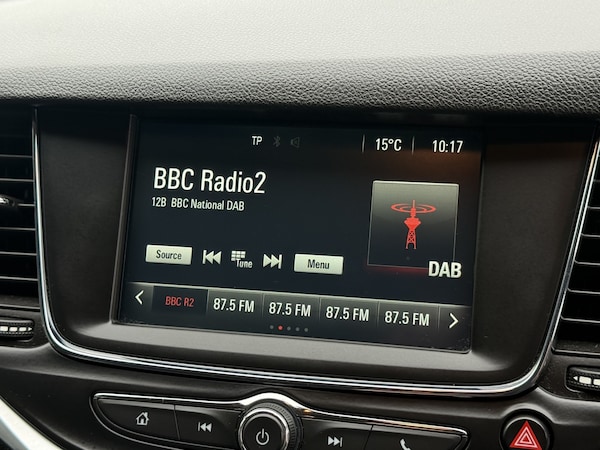 TP 15°C 10:17
BBC Radio2
12B BBC National DAB
DAB
Source Tune Menu
BBC R2 87.5 FM 87.5 FM 87.5 FM 87.5 FM